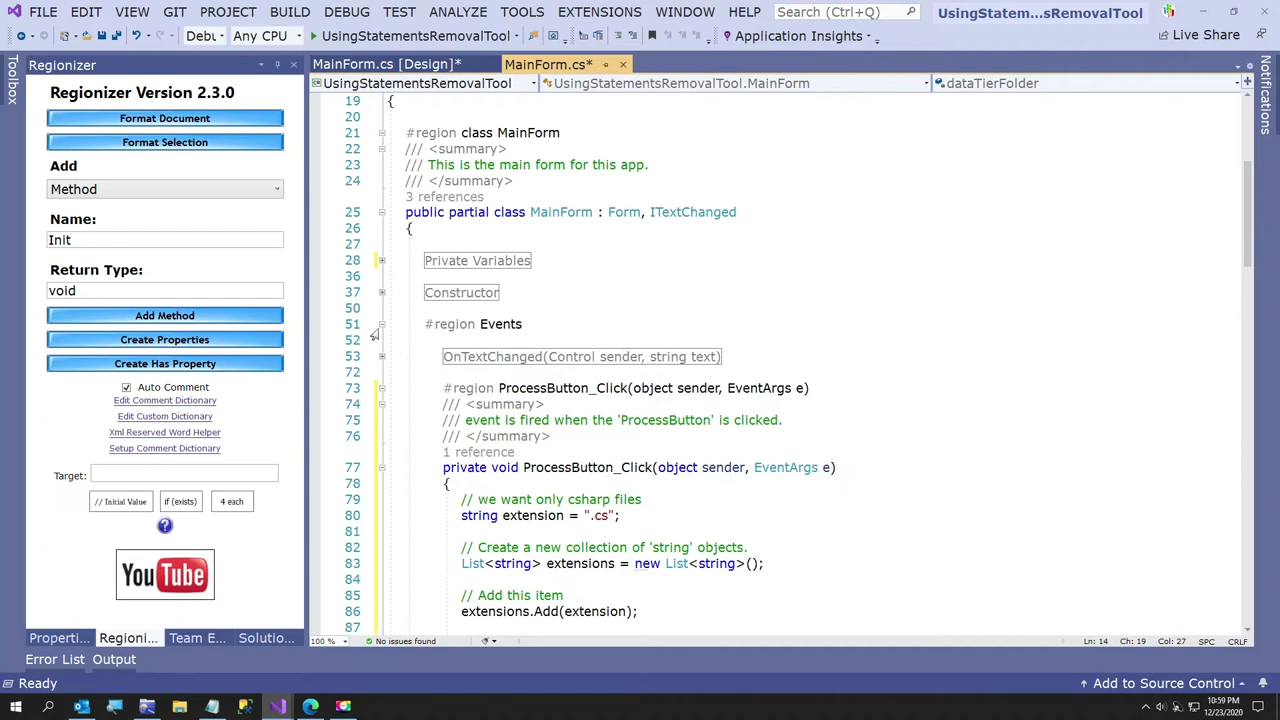 FILE EDIT VIEW GIT PROJECT BUILD DEBUG TEST ANALYZE TOOLS EXTENSIONS WINDOW HELP Search (Ctrl+Q) UsingStatem...sRemovalTool
Debu Any CPU UsingStatementsRemovalTool Application Insights Live Share
Toolbox
Regionizer
Regionizer Version 2.3.0
Format Document
Format Selection
Add
Method
Name:
Init
Return Type:
void
Add Method
Create Properties
Create Has Property
Auto Comment
Edit Comment Dictionary
Edit Custom Dictionary
Xml Reserved Word Helper
Setup Comment Dictionary
Target:
// Initial Value if (exists) 4 each
?
YouTube
Properti... Regioni... Team E... Solutio...
MainForm.cs [Design]* MainForm.cs*
UsingStatementsRemovalTool UsingStatementsRemovalTool.MainForm dataTierFolder
19 {
20
21 #region class MainForm
22 /// <summary>
23 /// This is the main form for this app.
24 /// </summary>
3 references
25 public partial class MainForm : Form, ITextChanged
26 {
27
28 Private Variables
36
37 Constructor
50
51 #region Events
52
53 OnTextChanged(Control sender, string text)
72
73 #region ProcessButton_Click(object sender, EventArgs e)
74 /// <summary>
75 /// event is fired when the 'ProcessButton' is clicked.
76 /// </summary>
1 reference
77 private void ProcessButton_Click(object sender, EventArgs e)
78 {
79 // we want only csharp files
80 string extension = ".cs";
81
82 // Create a new collection of 'string' objects.
83 List<string> extensions = new List<string>();
84
85 // Add this item
86 extensions.Add(extension);
87
100 % No issues found Ln: 14 Ch: 19 Col: 27 SPC CRLF
Notifications
Error List Output
Ready Add to Source Control
10:59 PM
12/23/2020